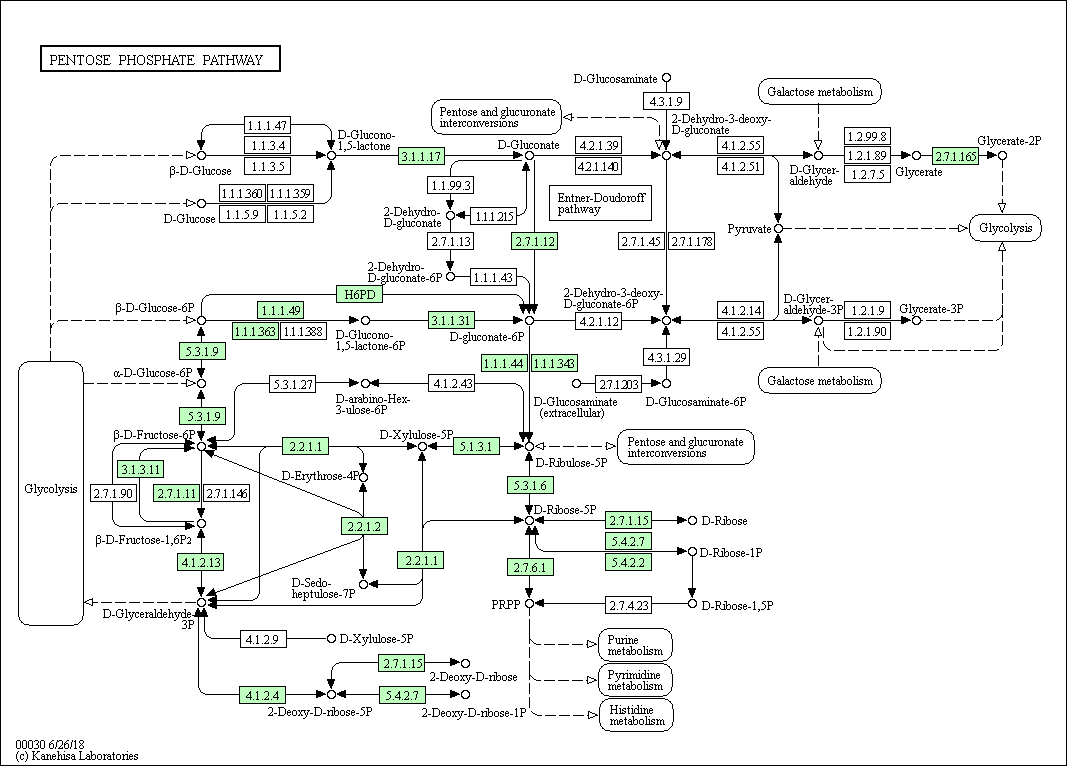 PENTOSE PHOSPHATE PATHWAY
D-Glucosaminate
4.3.1.9
Galactose metabolism
Pentose and glucuronate
interconversions
2-Dehydro-3-deoxy-
D-gluconate
1.1.1.47
D-Glucono-
1,5-lactone
D-Gluconate
1.2.99.8
Glycerate-2P
1.1.3.4
4.2.1.39
4.2.1.55
3.1.1.17
1.2.1.89
2.7.1.165
1.1.3.5
4.2.1.140
4.2.1.51
1.2.7.5
β-D-Glucose
D-Glycer-
aldehyde
Glycerate
1.1.99.3
1.1.1.360
1.1.1.359
Entner-Doudoroff
pathway
D-Glucose
1.1.5.9
1.1.5.2
2-Dehydro-
D-gluconate
1.1.1.215
Pyruvate
Glycolysis
2.7.1.13
2.7.1.12
2.7.1.45
2.7.1.178
2-Dehydro-
D-gluconate-6P
1.1.1.43
H6PD
2-Dehydro-3-deoxy-
D-gluconate-6P
D-Glycer-
aldehyde-3P
β-D-Glucose-6P
1.1.1.49
4.1.2.14
1.2.1.9
Glycerate-3P
3.1.1.31
4.2.1.12
1.1.1.363
1.1.1.388
D-Glucono-
1,5-lactone-6P
D-gluconate-6P
4.1.2.55
1.2.1.90
5.3.1.9
1.1.1.44
1.1.1.343
4.3.1.29
α-D-Glucose-6P
5.3.1.27
4.1.2.43
2.7.1.203
Galactose metabolism
D-arabino-Hex-
3-ulose-6P
D-Glucosaminate
(extracellular)
D-Glucosaminate-6P
5.3.1.9
β-D-Fructose-6P
2.2.1.1
D-Xylulose-5P
5.1.3.1
Pentose and glucuronate
interconversions
D-Ribulose-5P
3.1.3.11
D-Erythrose-4P
Glycolysis
2.7.1.90
2.7.1.11
2.7.1.146
5.3.1.6
D-Ribose-5P
2.2.1.2
2.7.1.15
D-Ribose
β-D-Fructose-1,6P2
5.4.2.7
D-Ribose-1P
4.1.2.13
2.2.1.1
5.4.2.2
2.7.6.1
D-Sedo-
heptulose-7P
PRPP
2.7.4.23
D-Ribose-1,5P
D-Glyceraldehyde-
3P
4.1.2.9
D-Xylulose-5P
Purine
metabolism
2.7.1.15
2-Deoxy-D-ribose
Pyrimidine
metabolism
4.1.2.4
5.4.2.7
2-Deoxy-D-ribose-5P
2-Deoxy-D-ribose-1P
Histidine
metabolism
00030 6/26/18
(c) Kanehisa Laboratories